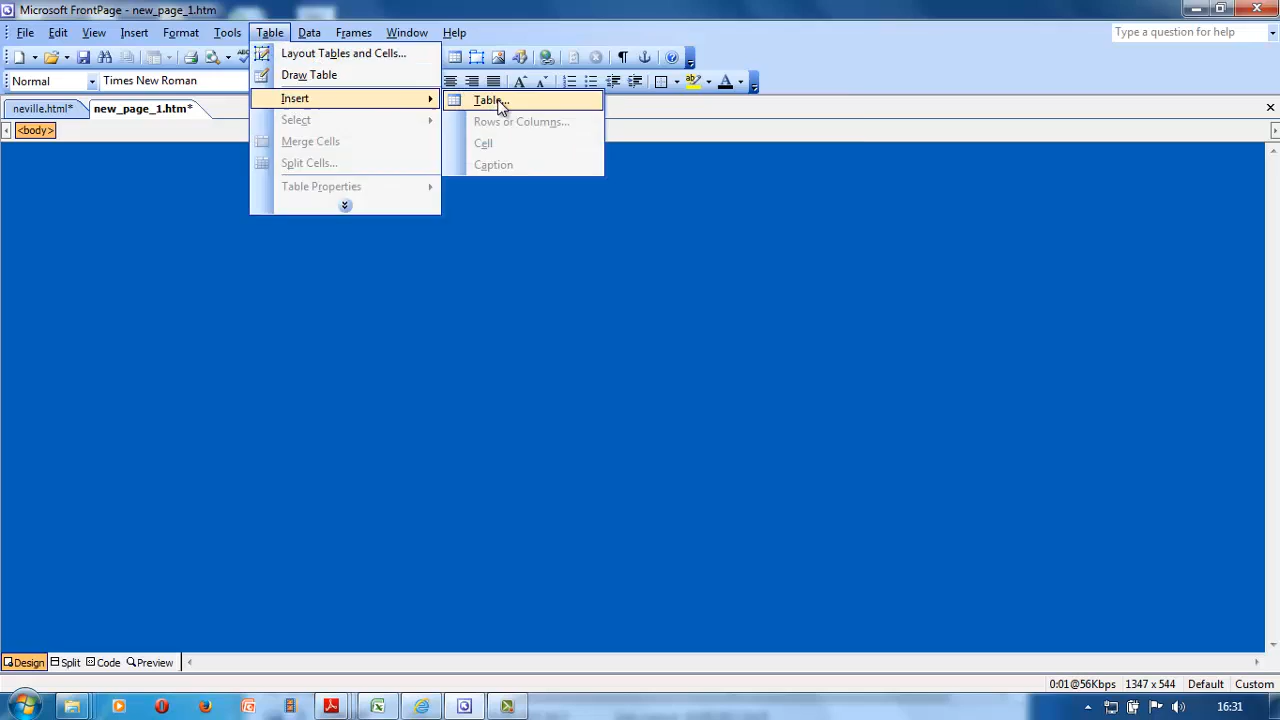 Microsoft FrontPage - new_page_1.htm
File Edit View Insert Format Tools Table Data Frames Window Help
Type a question for help
Normal Times New Roman
neville.html* new_page_1.htm*
<body>
Layout Tables and Cells...
Draw Table
Insert
Select
Merge Cells
Split Cells...
Table Properties
Table...
Rows or Columns...
Cell
Caption
Design Split Code Preview
0:01@56Kbps 1347 x 544 Default Custom
16:31